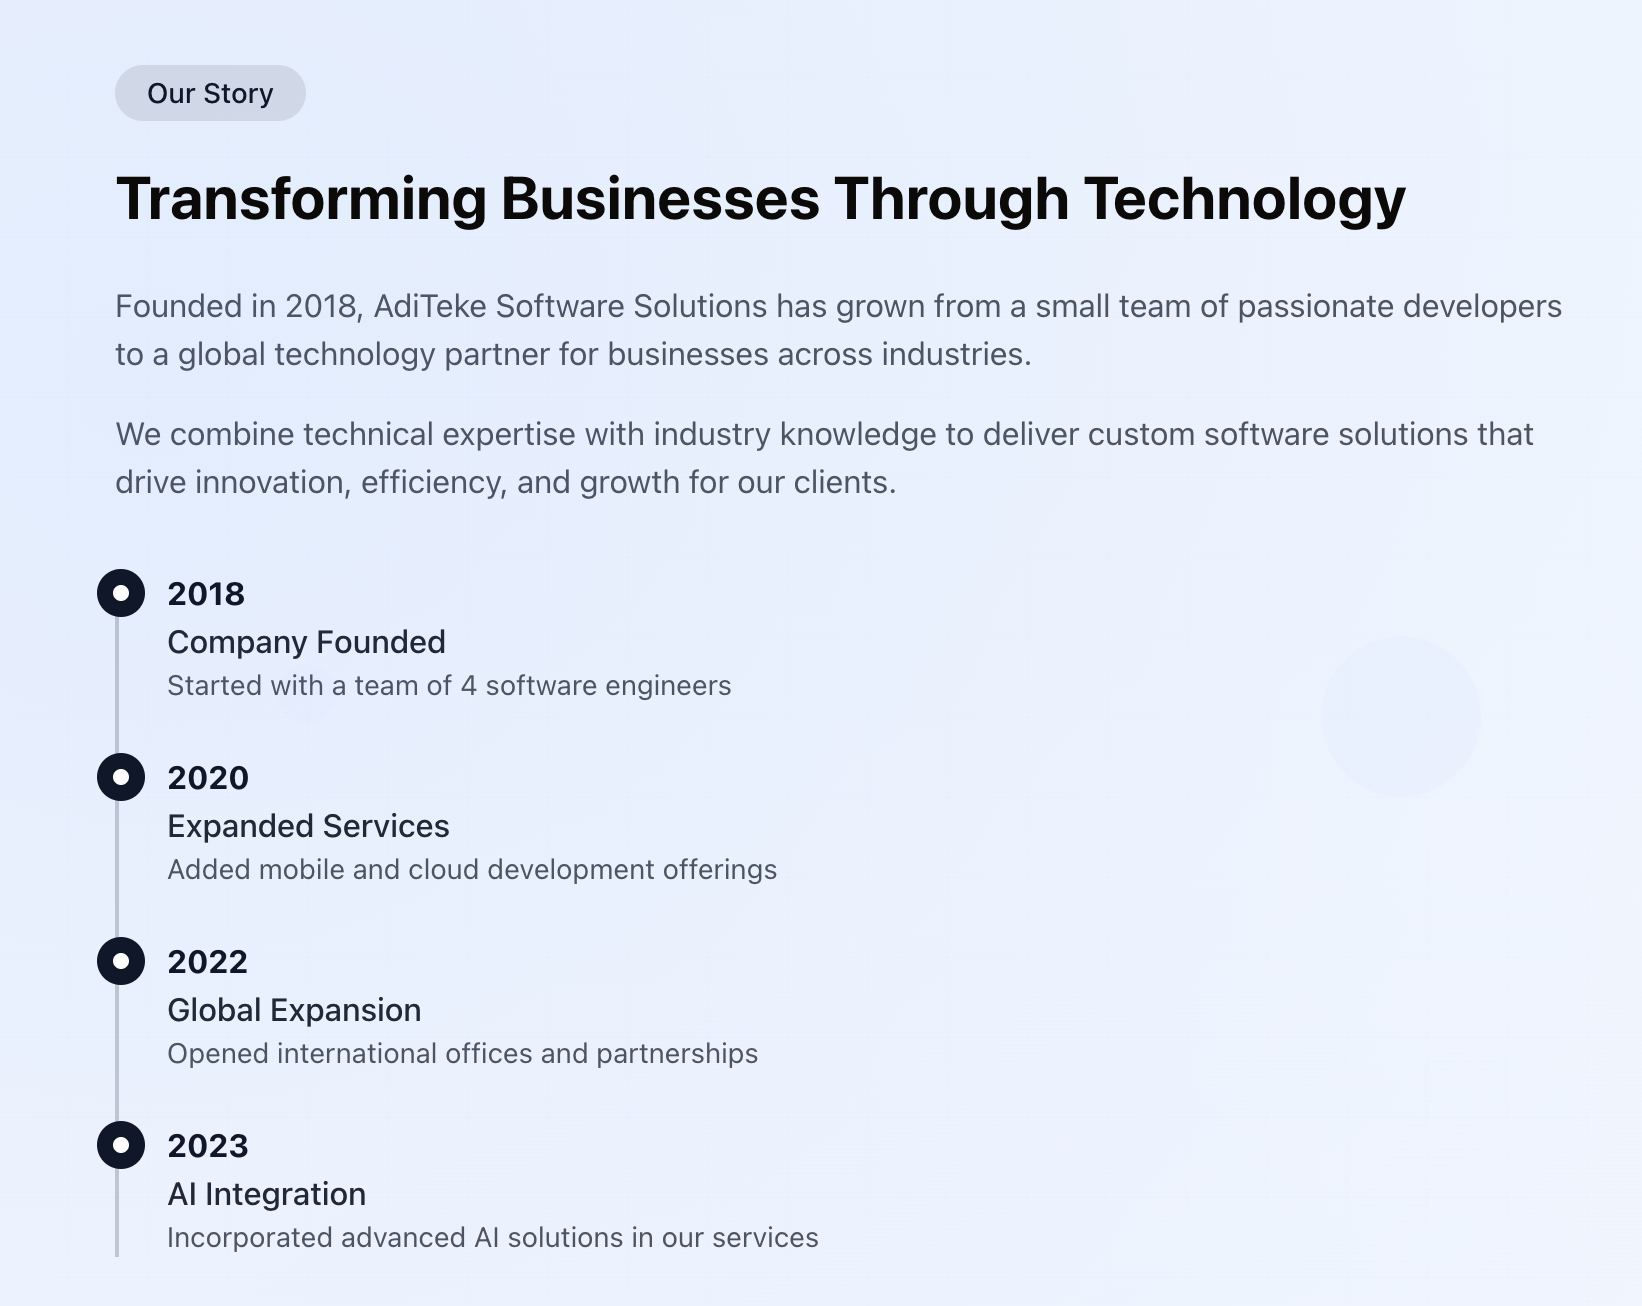 Our Story
Transforming Businesses Through Technology
Founded in 2018, AdiTeke Software Solutions has grown from a small team of passionate developers
to a global technology partner for businesses across industries.
We combine technical expertise with industry knowledge to deliver custom software solutions that
drive innovation, efficiency, and growth for our clients.
2018
Company Founded
Started with a team of 4 software engineers
2020
Expanded Services
Added mobile and cloud development offerings
2022
Global Expansion
Opened international offices and partnerships
2023
AI Integration
Incorporated advanced AI solutions in our services